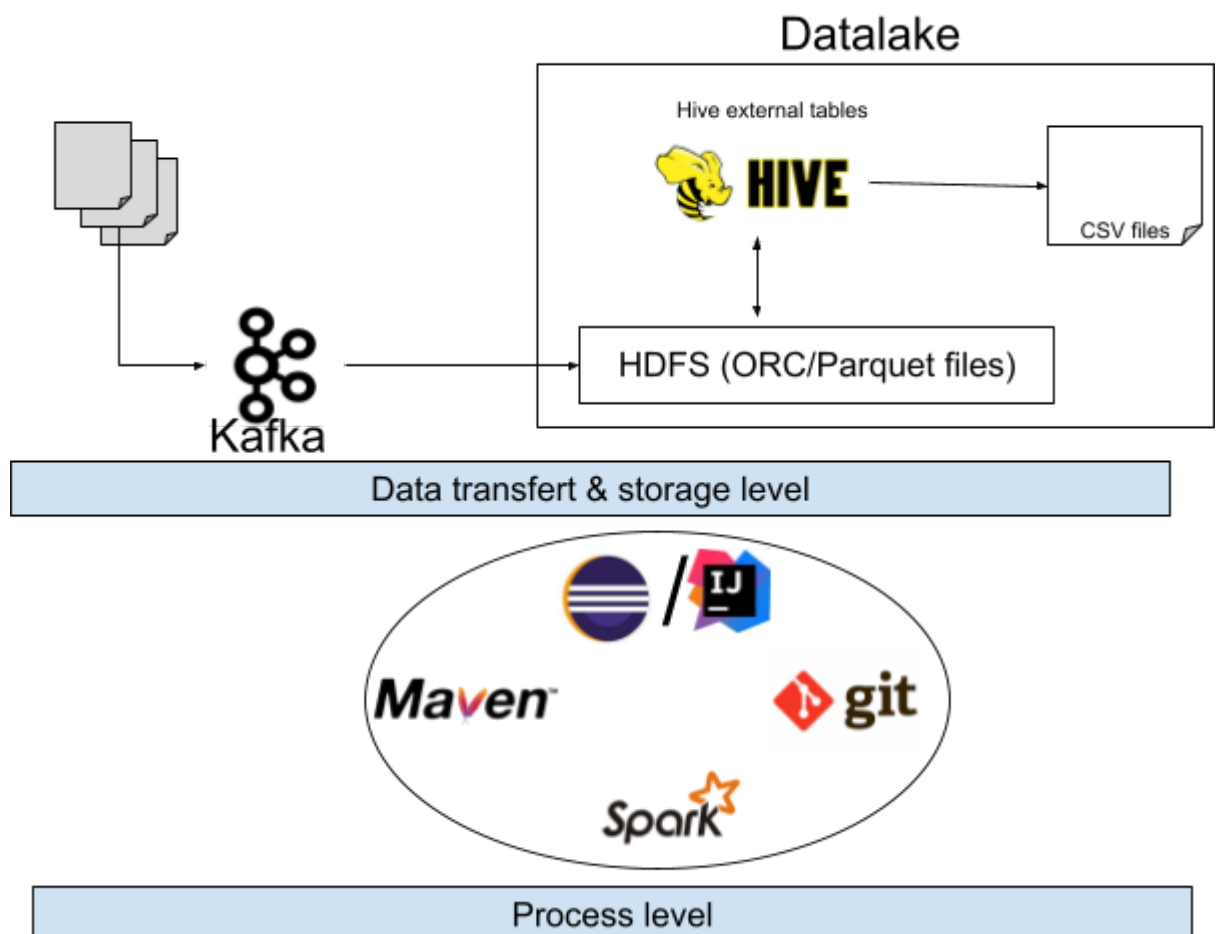 Datalake
Hive external tables
HIVE
CSV files
HDFS (ORC/Parquet files)
Kafka
Data transfert & storage level
/
IJ
Maven™
git
Spark
Process level